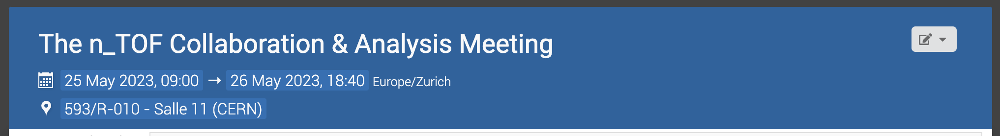 The n_TOF Collaboration & Analysis Meeting
25 May 2023, 09:00 → 26 May 2023, 18:40 Europe/Zurich
593/R-010 - Salle 11 (CERN)